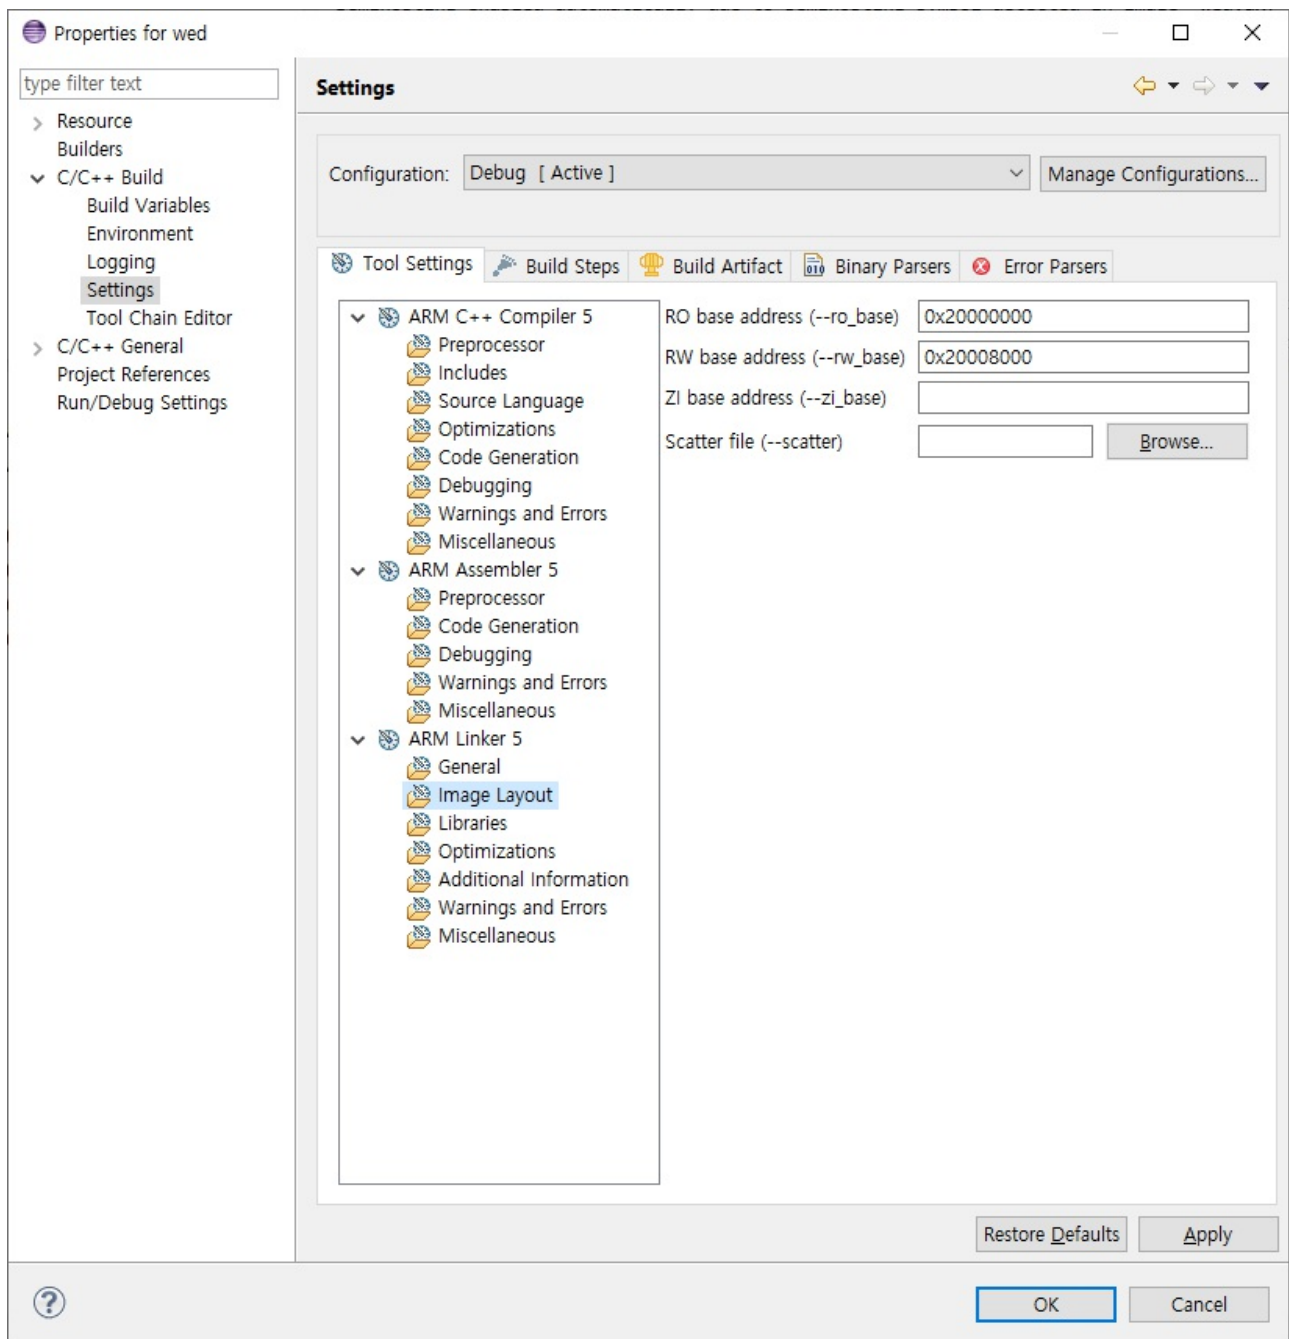 Properties for wed
type filter text
Resource
Builders
C/C++ Build
Build Variables
Environment
Logging
Settings
Tool Chain Editor
C/C++ General
Project References
Run/Debug Settings
Settings
Configuration: Debug [ Active ] Manage Configurations...
Tool Settings Build Steps Build Artifact Binary Parsers Error Parsers
ARM C++ Compiler 5
Preprocessor
Includes
Source Language
Optimizations
Code Generation
Debugging
Warnings and Errors
Miscellaneous
ARM Assembler 5
Preprocessor
Code Generation
Debugging
Warnings and Errors
Miscellaneous
ARM Linker 5
General
Image Layout
Libraries
Optimizations
Additional Information
Warnings and Errors
Miscellaneous
RO base address (--ro_base) 0x20000000
RW base address (--rw_base) 0x20008000
ZI base address (--zi_base)
Scatter file (--scatter) Browse...
Restore Defaults Apply
OK Cancel